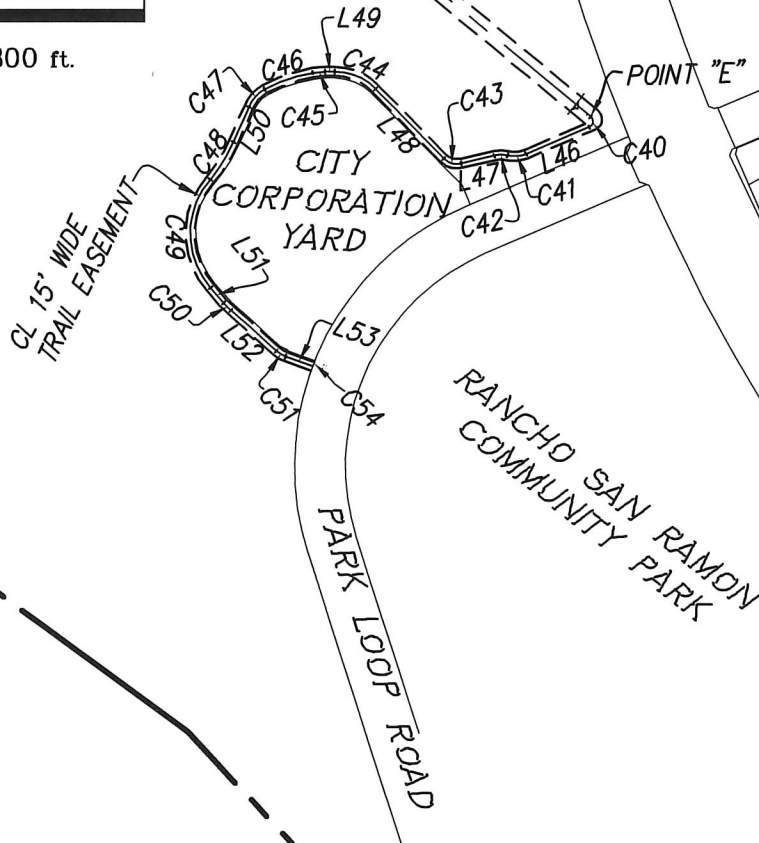 L49
300 ft.
C46
C44
C47
POINT "E"
C45
C43
L50
L48
C48
CITY
CORPORATION
YARD
C40
L46
L47
C41
C42
CL 15' WIDE
TRAIL EASEMENT
C49
L51
C50
L52
L53
C51
C54
RANCHO SAN RAMON
COMMUNITY PARK
PARK LOOP ROAD